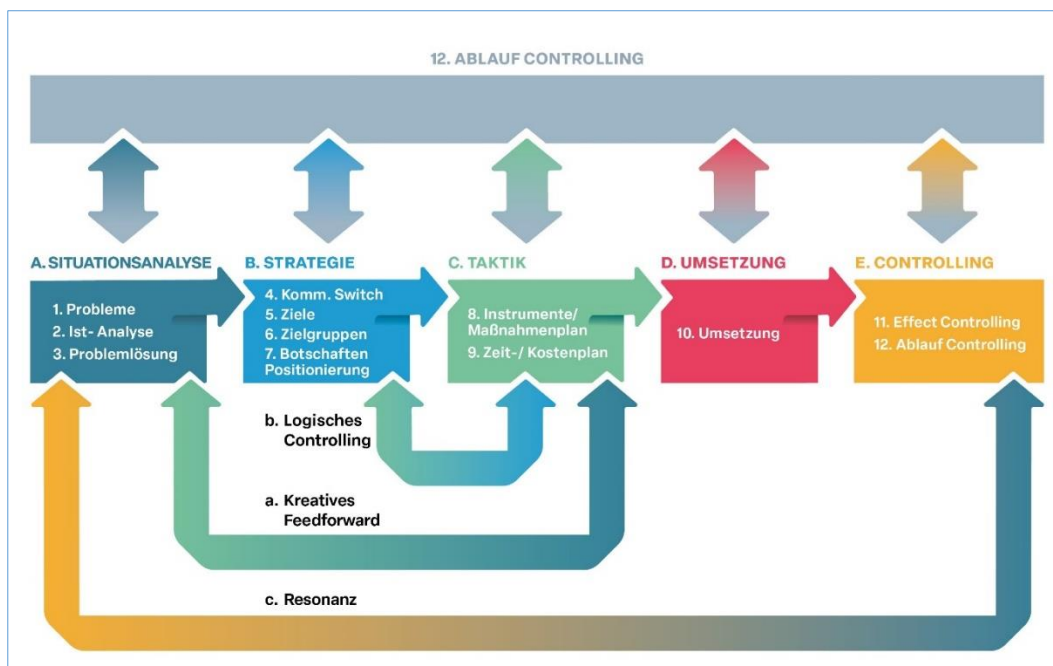 12. ABLAUF CONTROLLING
A. SITUATIONSANALYSE
1. Probleme
2. Ist- Analyse
3. Problemlösung
B. STRATEGIE
4. Komm. Switch
5. Ziele
6. Zielgruppen
7. Botschaften
Positionierung
C. TAKTIK
8. Instrumente/
Maßnahmenplan
9. Zeit-/ Kostenplan
D. UMSETZUNG
10. Umsetzung
E. CONTROLLING
11. Effect Controlling
12. Ablauf Controlling
b. Logisches
Controlling
a. Kreatives
Feedforward
c. Resonanz